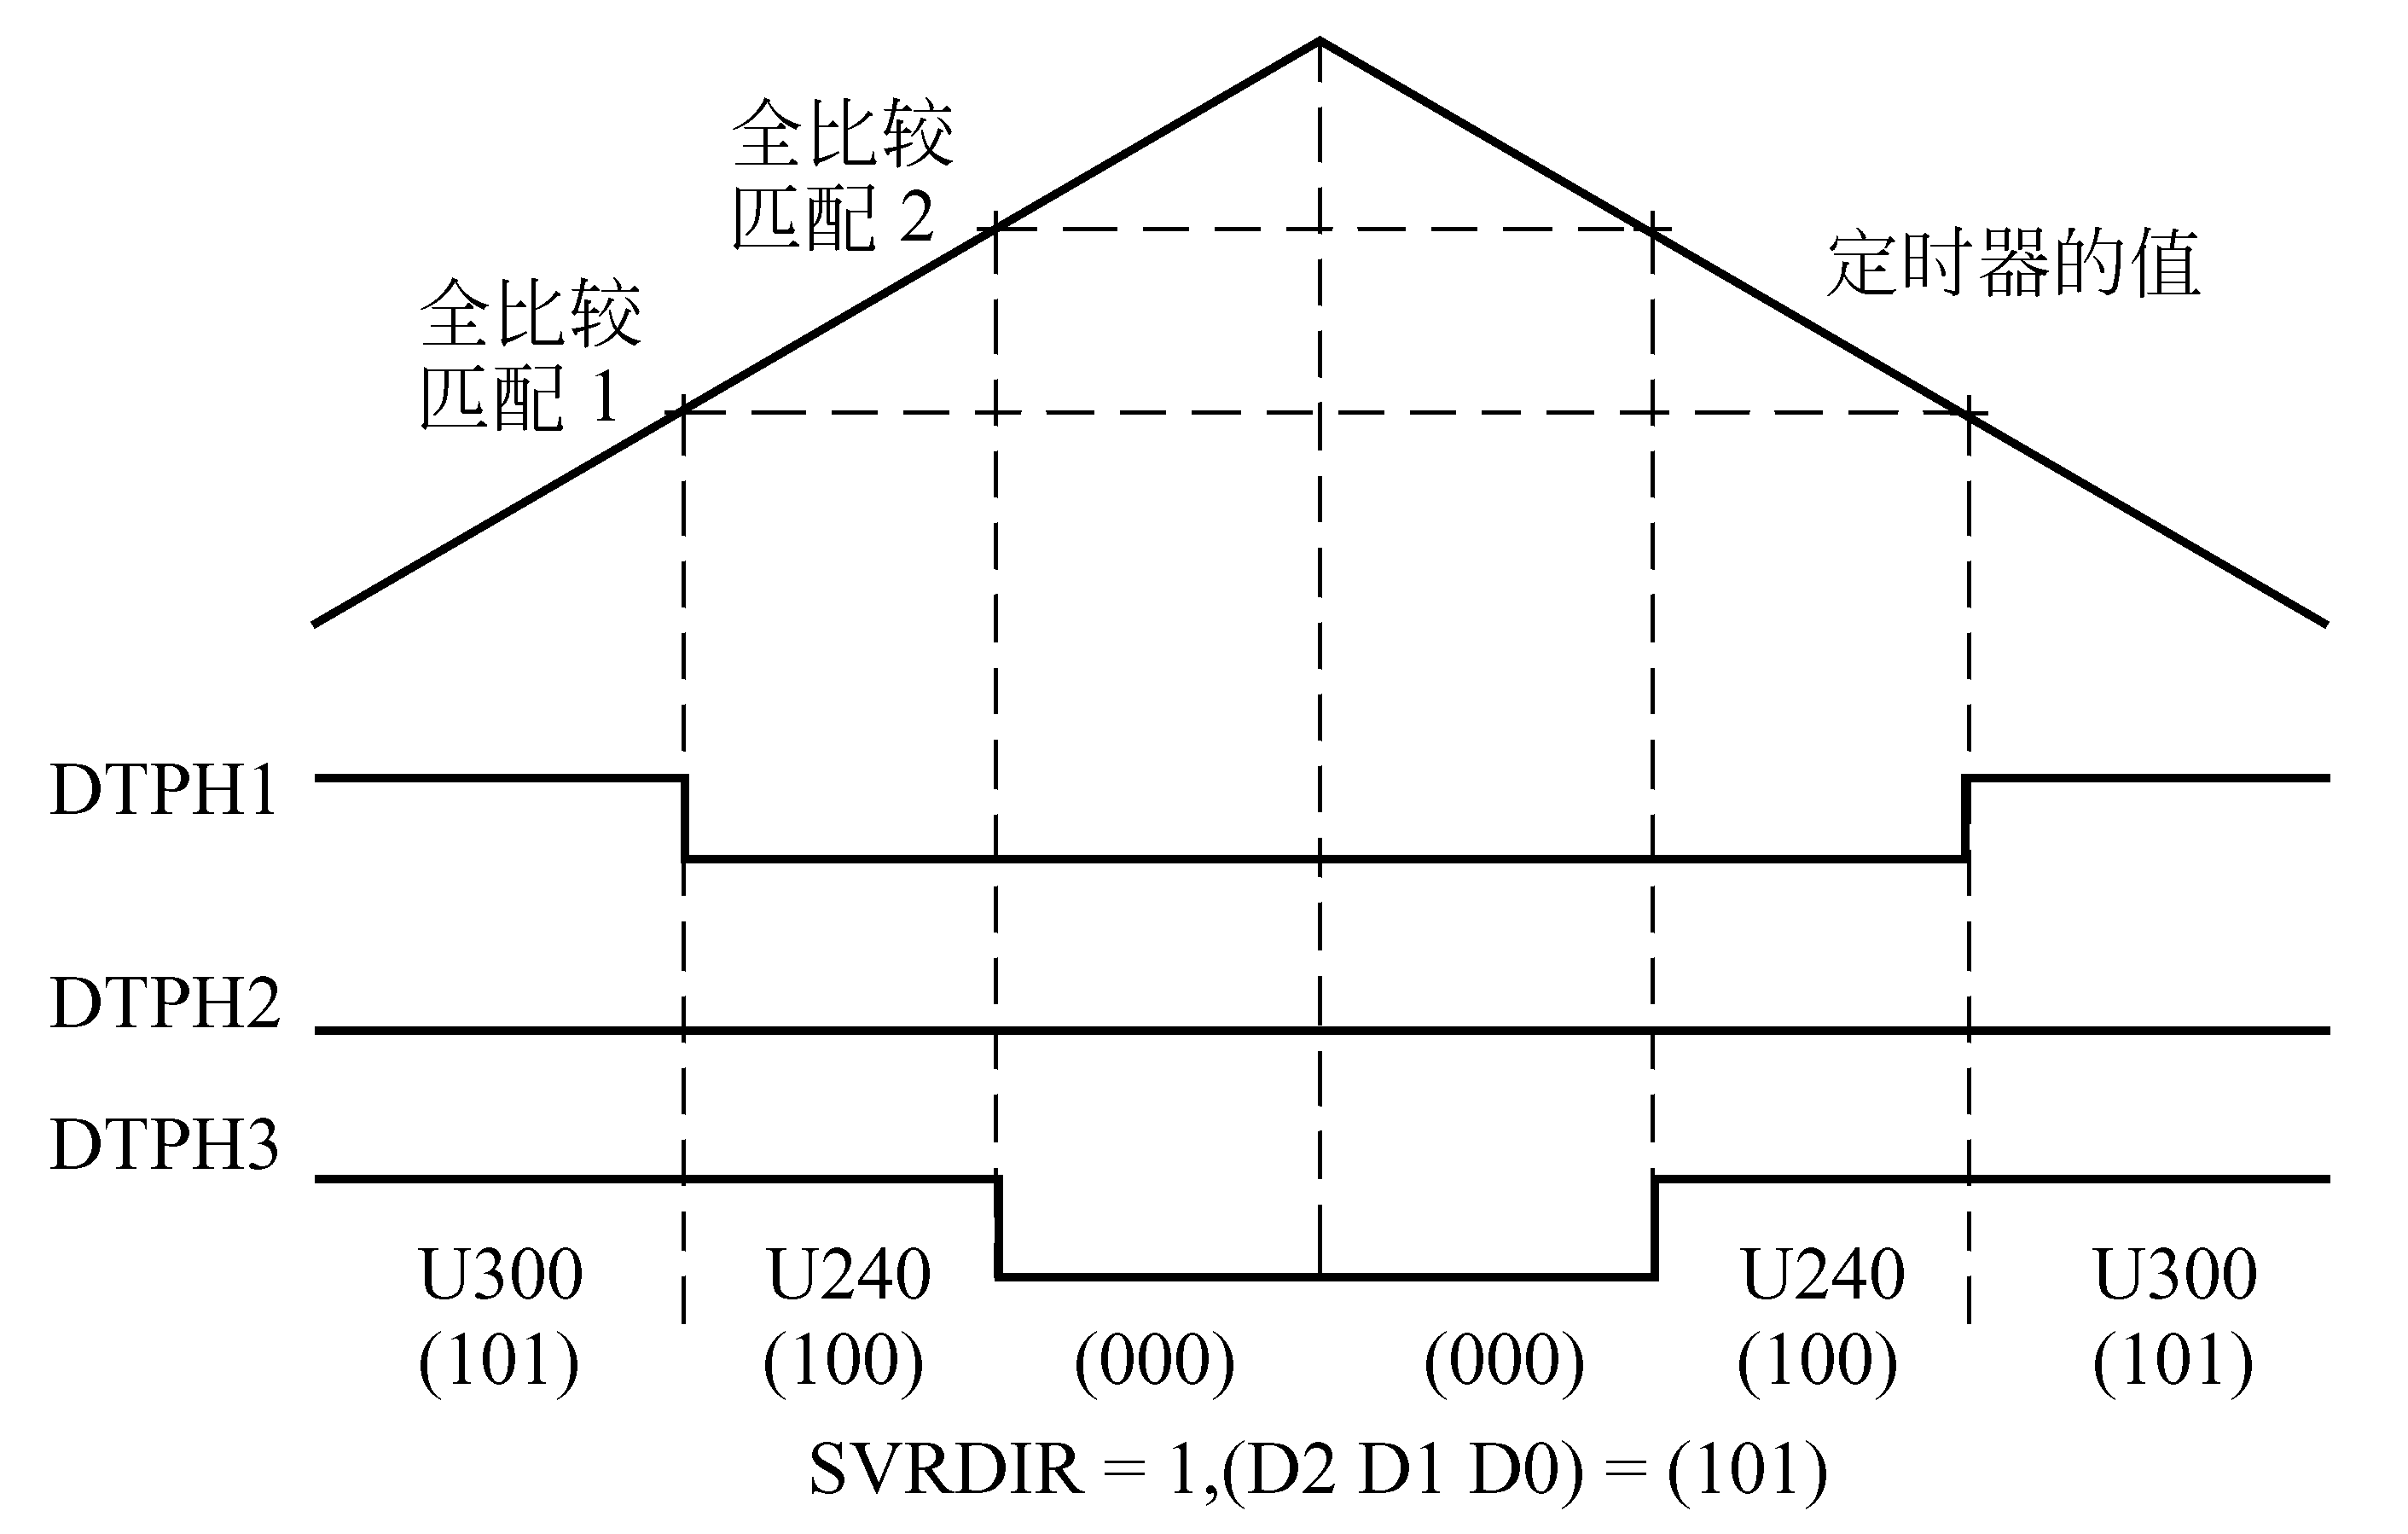 全比较
匹配 2
全比较
匹配 1
定时器的值
DTPH1
DTPH2
DTPH3
U300 U240 U240 U300
(101) (100) (000) (000) (100) (101)
SVRDIR = 1,(D2 D1 D0) = (101)